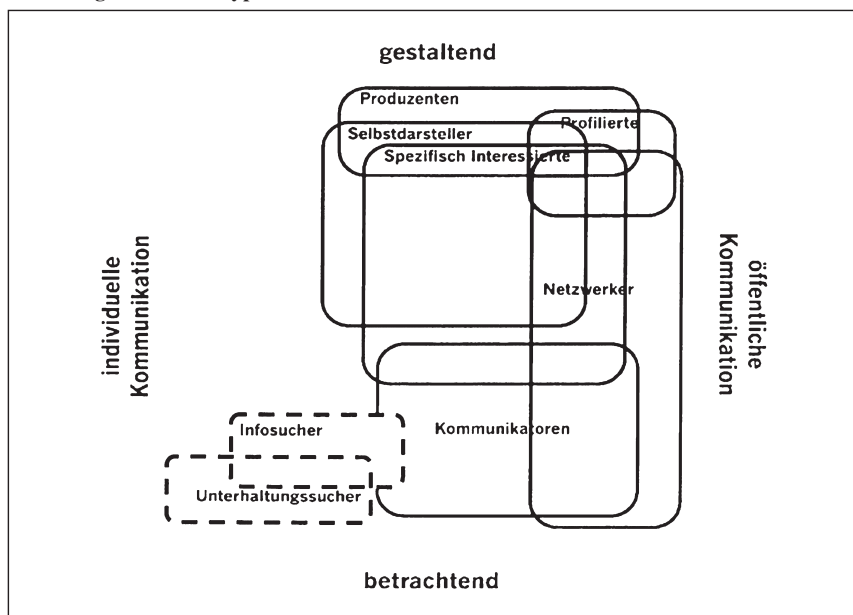 gestaltend
Produzenten
Profilierte
Selbstdarsteller
Spezifisch Interessierte
individuelle
Kommunikation
öffentliche
Kommunikation
Netzwerker
Infosucher
Kommunikatoren
Unterhaltungssucher
betrachtend